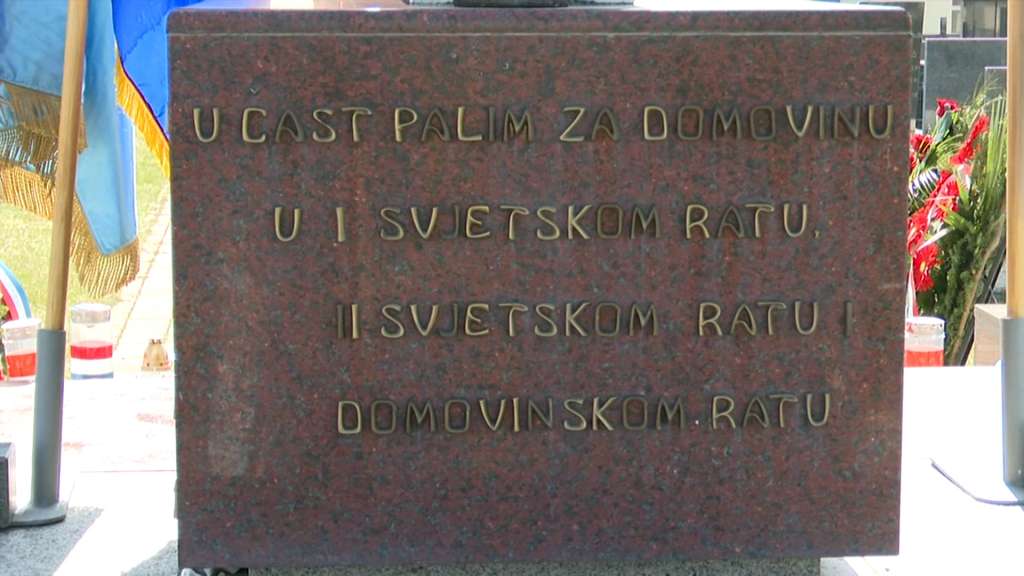 U CAST PALIM ZA DOMOVINU
U I SVJETSKOM RATU,
II SVJETSKOM RATU I
DOMOVINSKOM RATU